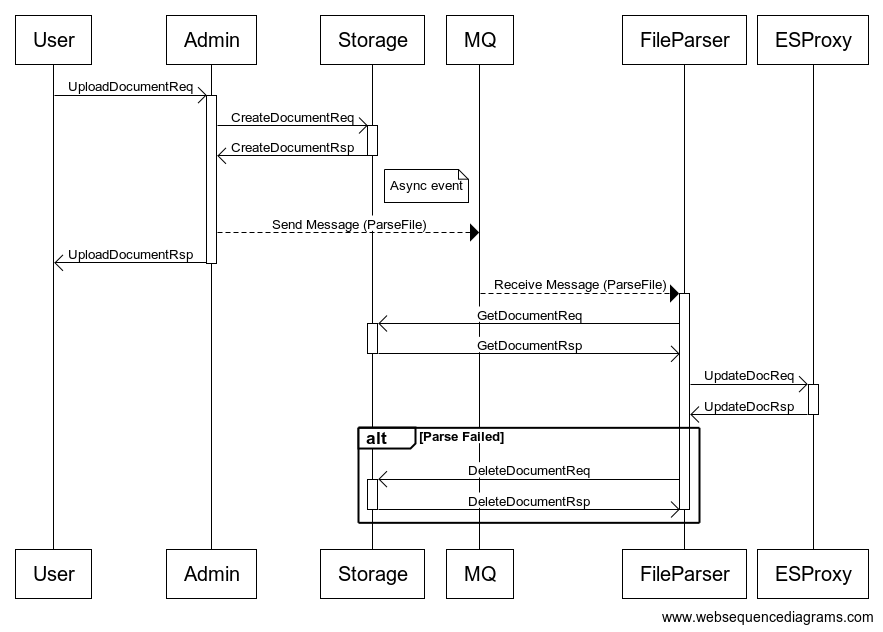 User
Admin
Storage
MQ
FileParser
ESProxy
UploadDocumentReq
CreateDocumentReq
CreateDocumentRsp
Async event
Send Message (ParseFile)
UploadDocumentRsp
Receive Message (ParseFile)
GetDocumentReq
GetDocumentRsp
UpdateDocReq
UpdateDocRsp
alt [Parse Failed]
DeleteDocumentReq
DeleteDocumentRsp
User
Admin
Storage
MQ
FileParser
ESProxy
www.websequencediagrams.com